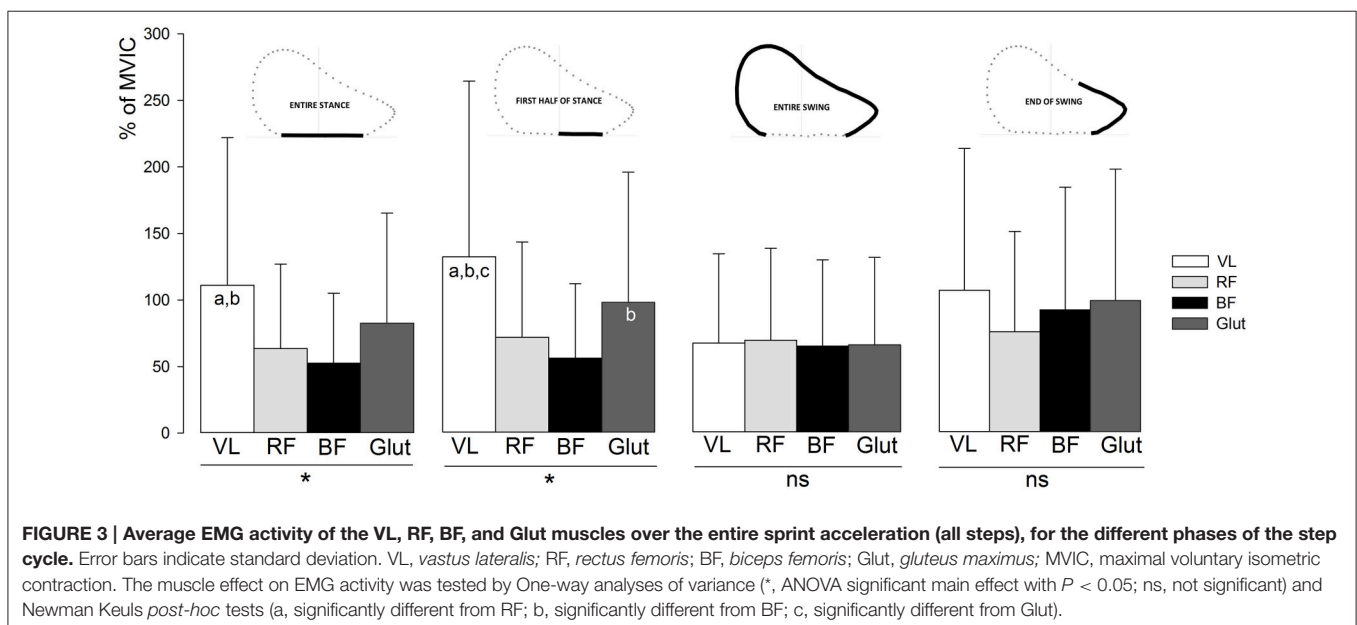 % of MVIC
300
250
200
150
100
50
0
ENTIRE STANCE
FIRST HALF OF STANCE
ENTIRE SWING
END OF SWING
a,b
a,b,c
b
VL
RF
BF
Glut
VL RF BF Glut
VL RF BF Glut
VL RF BF Glut
VL RF BF Glut
* * ns ns
FIGURE 3 | Average EMG activity of the VL, RF, BF, and Glut muscles over the entire sprint acceleration (all steps), for the different phases of the step
cycle. Error bars indicate standard deviation. VL, vastus lateralis; RF, rectus femoris; BF, biceps femoris; Glut, gluteus maximus; MVIC, maximal voluntary isometric
contraction. The muscle effect on EMG activity was tested by One-way analyses of variance (*, ANOVA significant main effect with P < 0.05; ns, not significant) and
Newman Keuls post-hoc tests (a, significantly different from RF; b, significantly different from BF; c, significantly different from Glut).